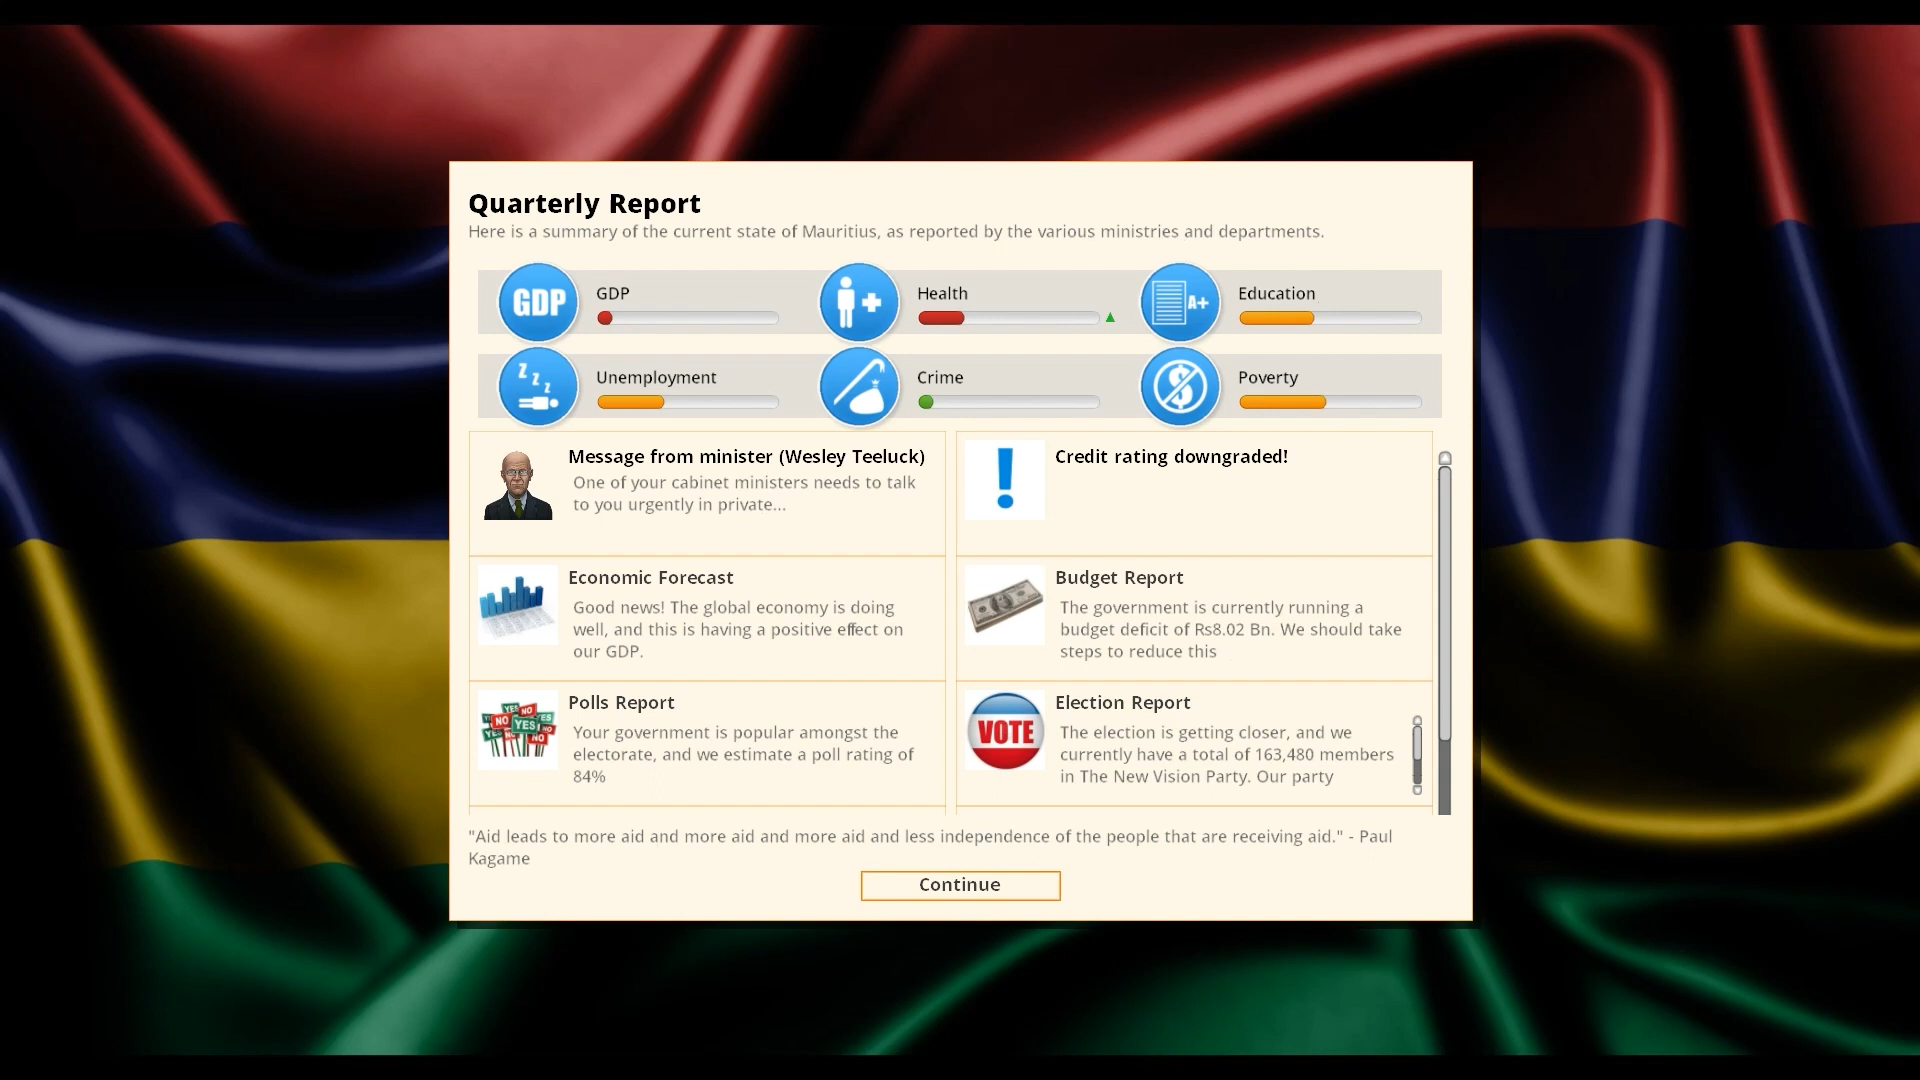 Quarterly Report
Here is a summary of the current state of Mauritius, as reported by the various ministries and departments.
GDP
GDP
Health
A+
Education
Z Z Z
Unemployment
Crime
$
Poverty
Message from minister (Wesley Teeluck)
One of your cabinet ministers needs to talk
to you urgently in private...
Credit rating downgraded!
Economic Forecast
Good news! The global economy is doing
well, and this is having a positive effect on
our GDP.
Budget Report
The government is currently running a
budget deficit of Rs8.02 Bn. We should take
steps to reduce this
YES
NO
YES
NO
YES
NO
Polls Report
Your government is popular amongst the
electorate, and we estimate a poll rating of
84%
VOTE
Election Report
The election is getting closer, and we
currently have a total of 163,480 members
in The New Vision Party. Our party
"Aid leads to more aid and more aid and more aid and less independence of the people that are receiving aid." - Paul
Kagame
Continue